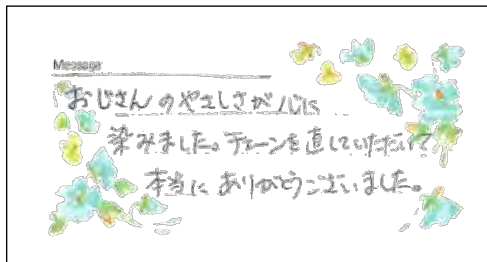 Message
おじさんのやさしさが心に
染みました。チェーンを直していただいて
本当にありがとうございました。